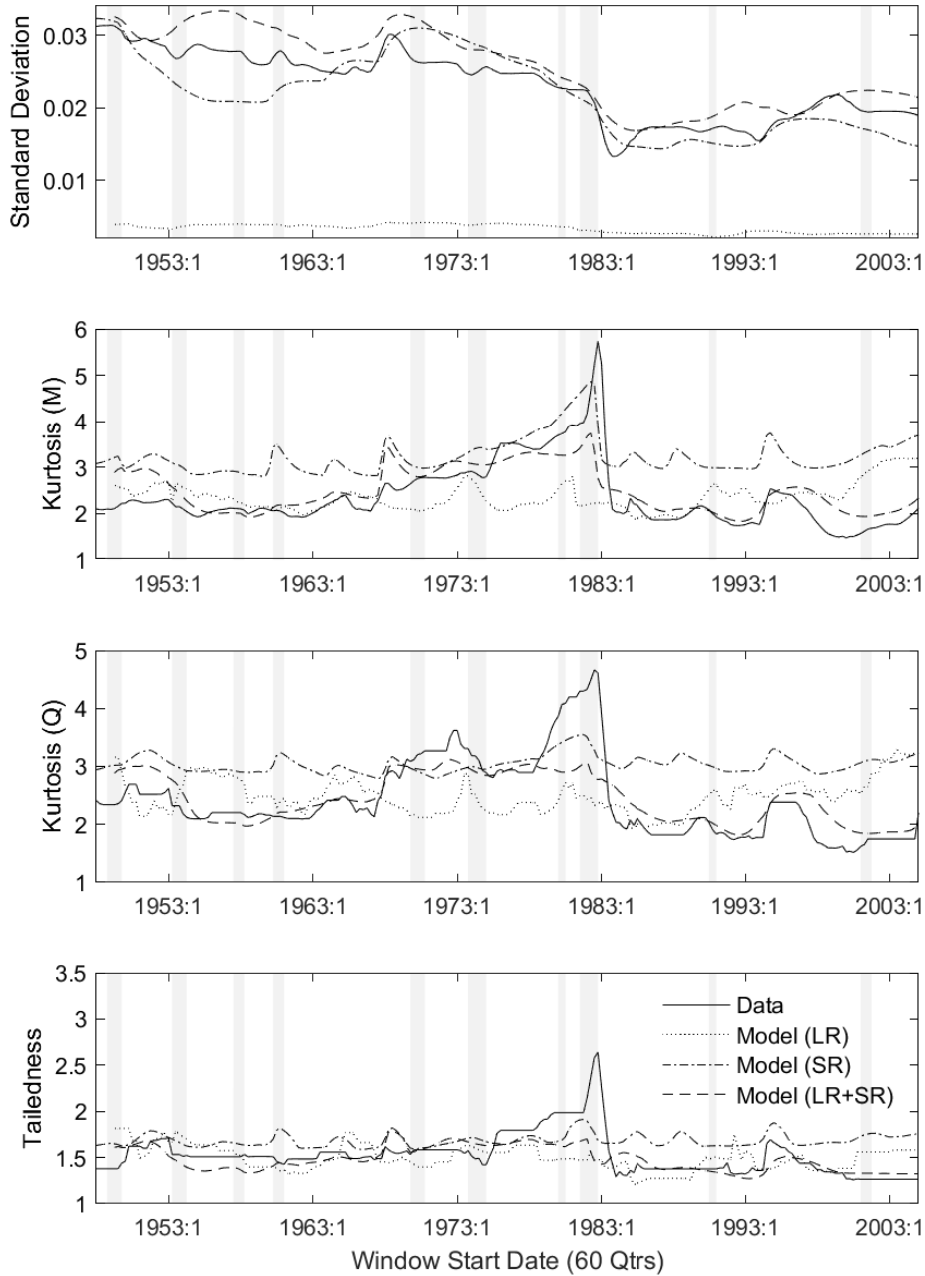 Standard Deviation
0.03
0.02
0.01
1953:1 1963:1 1973:1 1983:1 1993:1 2003:1
Kurtosis (M)
6
5
4
3
2
1
1953:1 1963:1 1973:1 1983:1 1993:1 2003:1
Kurtosis (Q)
5
4
3
2
1
1953:1 1963:1 1973:1 1983:1 1993:1 2003:1
Tailedness
3.5
3
2.5
2
1.5
1
Data
Model (LR)
Model (SR)
Model (LR+SR)
1953:1 1963:1 1973:1 1983:1 1993:1 2003:1
Window Start Date (60 Qtrs)